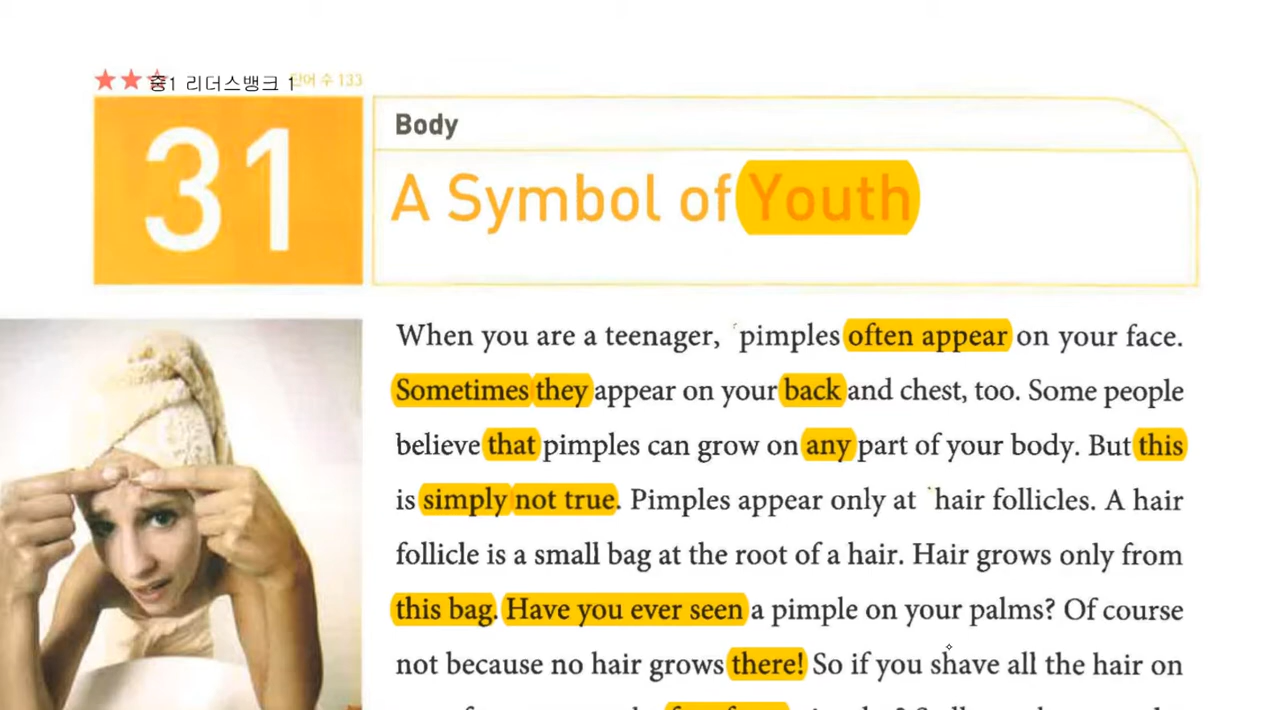 중1 리더스뱅크 1 단어 수 133
31
Body
A Symbol of Youth
When you are a teenager, pimples often appear on your face.
Sometimes they appear on your back and chest, too. Some people
believe that pimples can grow on any part of your body. But this
is simply not true. Pimples appear only at hair follicles. A hair
follicle is a small bag at the root of a hair. Hair grows only from
this bag. Have you ever seen a pimple on your palms? Of course
not because no hair grows there! So if you shave all the hair on